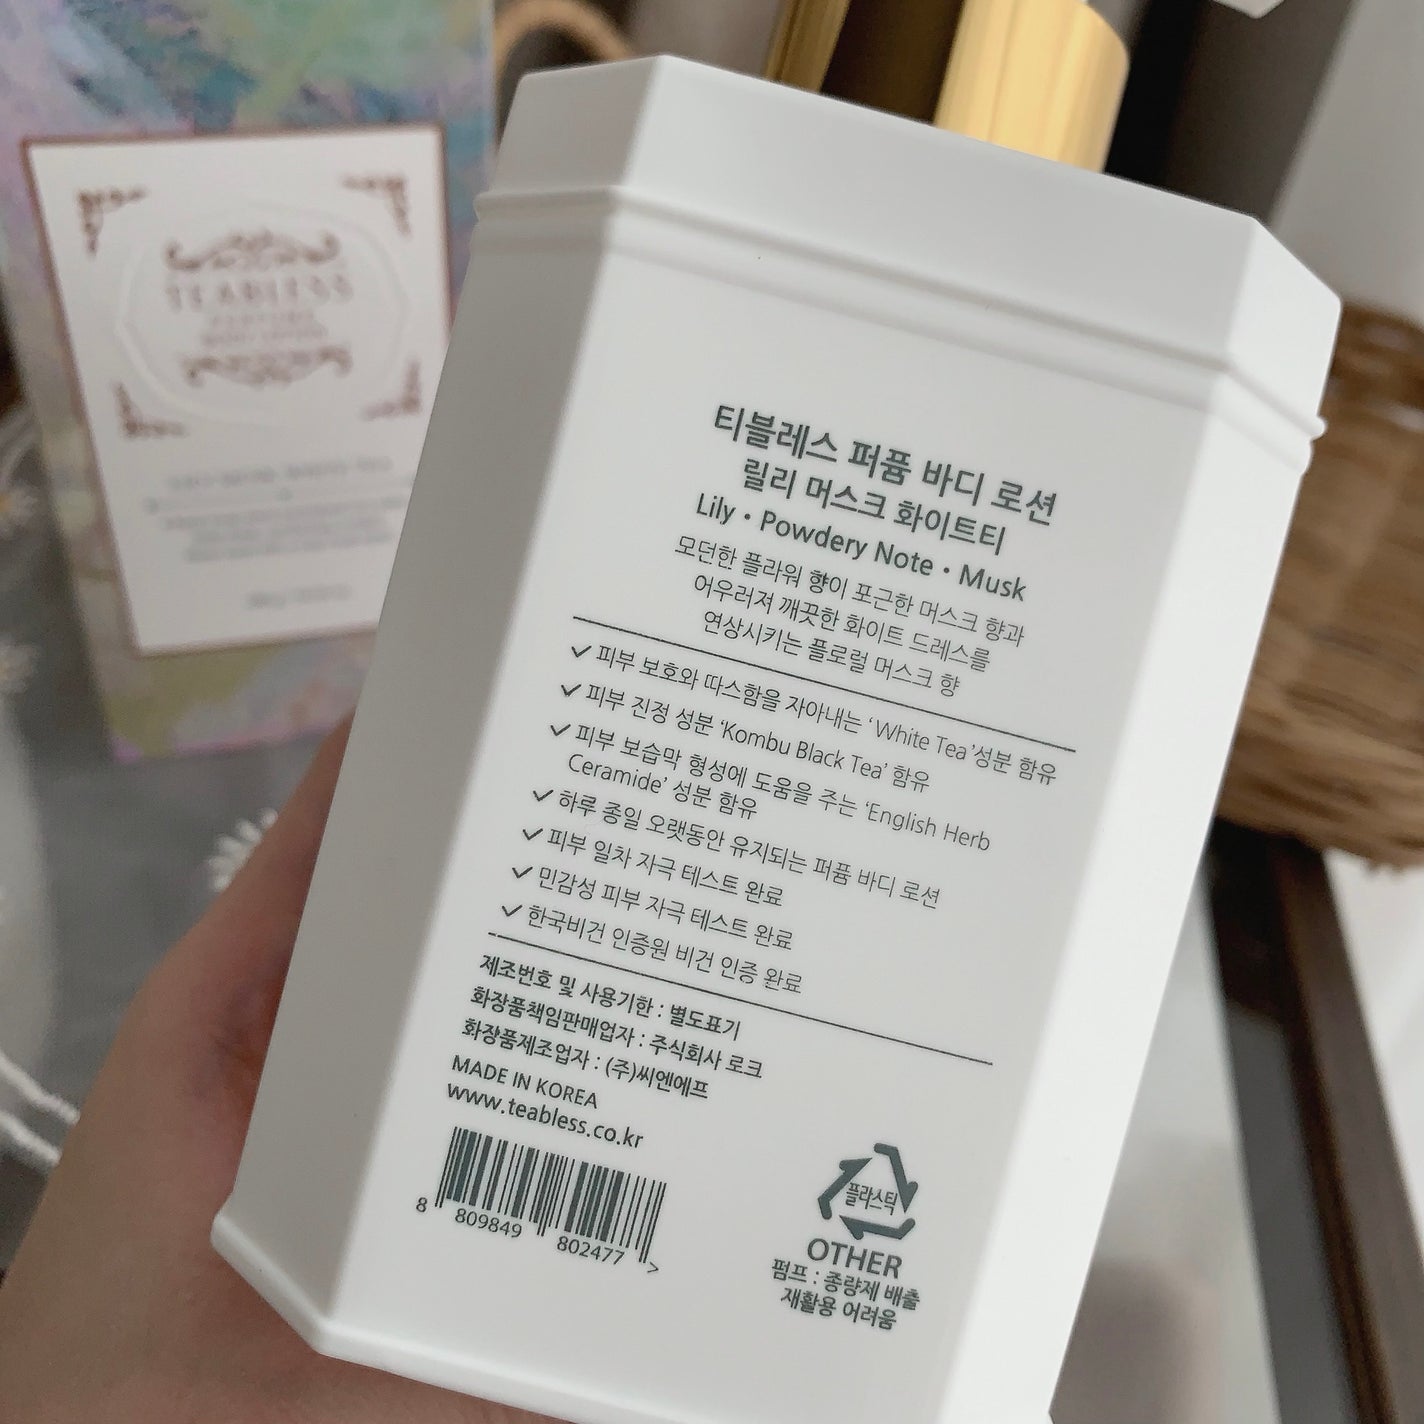 TEABLESS
PERFUME
BODY LOTION
LILY MUSK WHITE TEA
티블레스 퍼퓸 바디 로션
릴리 머스크 화이트티
Lily • Powdery Note • Musk
모던한 플라워 향이 포근한 머스크 향과
어우러져 깨끗한 화이트 드레스를
연상시키는 플로럴 머스크 향
✓ 피부 보호와 따스함을 자아내는 ‘White Tea’성분 함유
✓ 피부 진정 성분 ‘Kombu Black Tea’ 함유
✓ 피부 보습막 형성에 도움을 주는 ‘English Herb
Ceramide’ 성분 함유
✓ 하루 종일 오랫동안 유지되는 퍼퓸 바디 로션
✓ 피부 일차 자극 테스트 완료
✓ 민감성 피부 자극 테스트 완료
✓ 한국비건 인증원 비건 인증 완료
제조번호 및 사용기한 : 별도표기
화장품책임판매업자 : 주식회사 로크
화장품제조업자 : (주)씨엔에프
MADE IN KOREA
www.teabless.co.kr
8 809849 802477 >
플라스틱
OTHER
펌프 : 종량제 배출
재활용 어려움